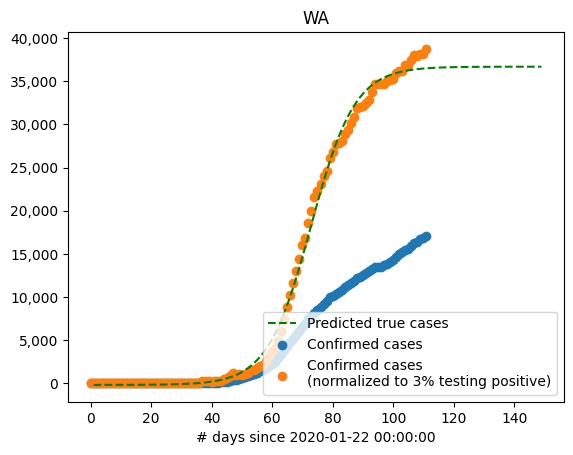 WA
40,000
35,000
30,000
25,000
20,000
15,000
10,000
5,000
0
Predicted true cases
Confirmed cases
Confirmed cases
(normalized to 3% testing positive)
0 20 40 60 80 100 120 140
# days since 2020-01-22 00:00:00